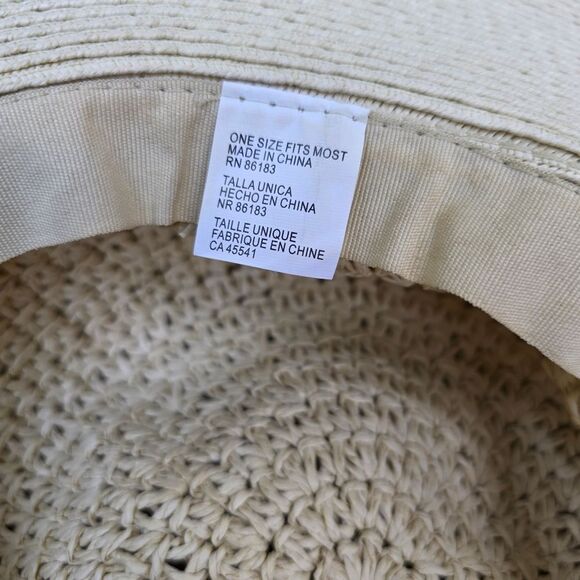 ONE SIZE FITS MOST
MADE IN CHINA
RN 86183
TALLA UNICA
HECHO EN CHINA
NR 86183
TAILLE UNIQUE
FABRIQUE EN CHINE
CA 45541